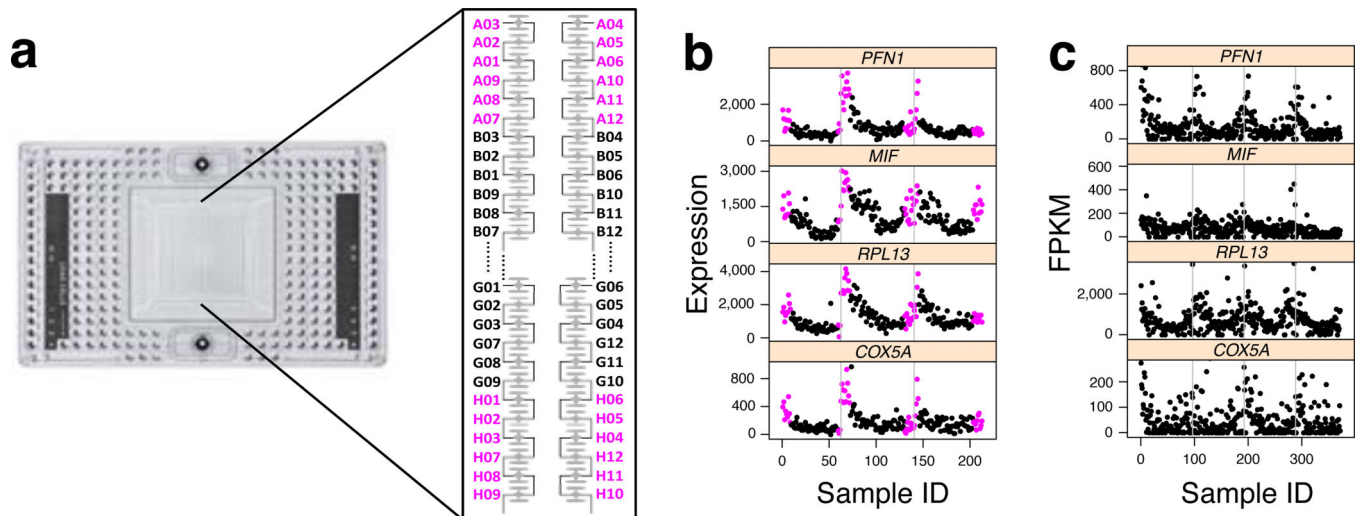 a
A03 A04
A02 A05
A01 A06
A09 A10
A08 A11
A07 A12
B03 B04
B02 B05
B01 B06
B09 B10
B08 B11
B07 B12
G01 G06
G02 G05
G03 G04
G07 G12
G08 G11
G09 G10
H01 H06
H02 H05
H03 H04
H07 H12
H08 H11
H09 H10
b
PFN1
2,000
0
MIF
3,000
1,500
0
RPL13
4,000
2,000
0
COX5A
800
400
0
Expression
0 50 100 150 200
Sample ID
c
PFN1
800
400
0
MIF
600
400
200
0
RPL13
2,000
1,000
0
COX5A
200
100
0
FPKM
0 100 200 300
Sample ID